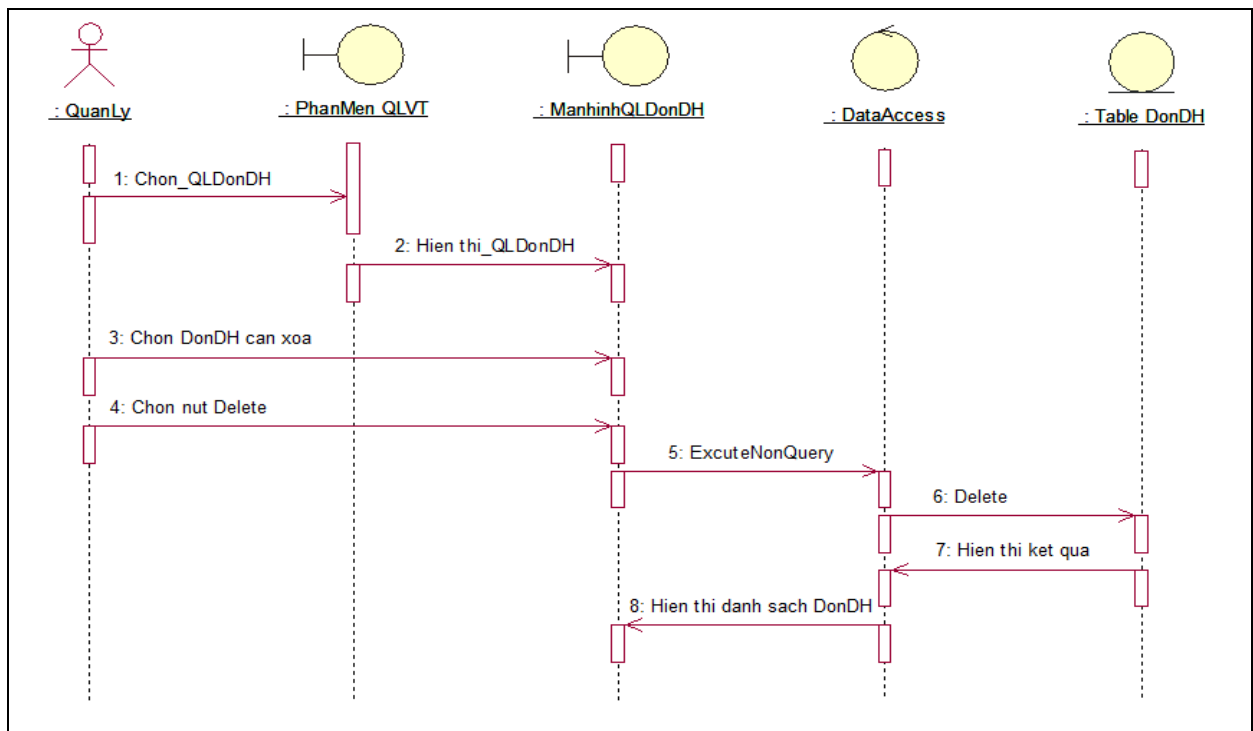 : QuanLy
: PhanMen QLVT
: ManhinhQLDonDH
: DataAccess
: Table DonDH
1: Chon_QLDonDH
2: Hien thi_QLDonDH
3: Chon DonDH can xoa
4: Chon nut Delete
5: ExcuteNonQuery
6: Delete
7: Hien thi ket qua
8: Hien thi danh sach DonDH